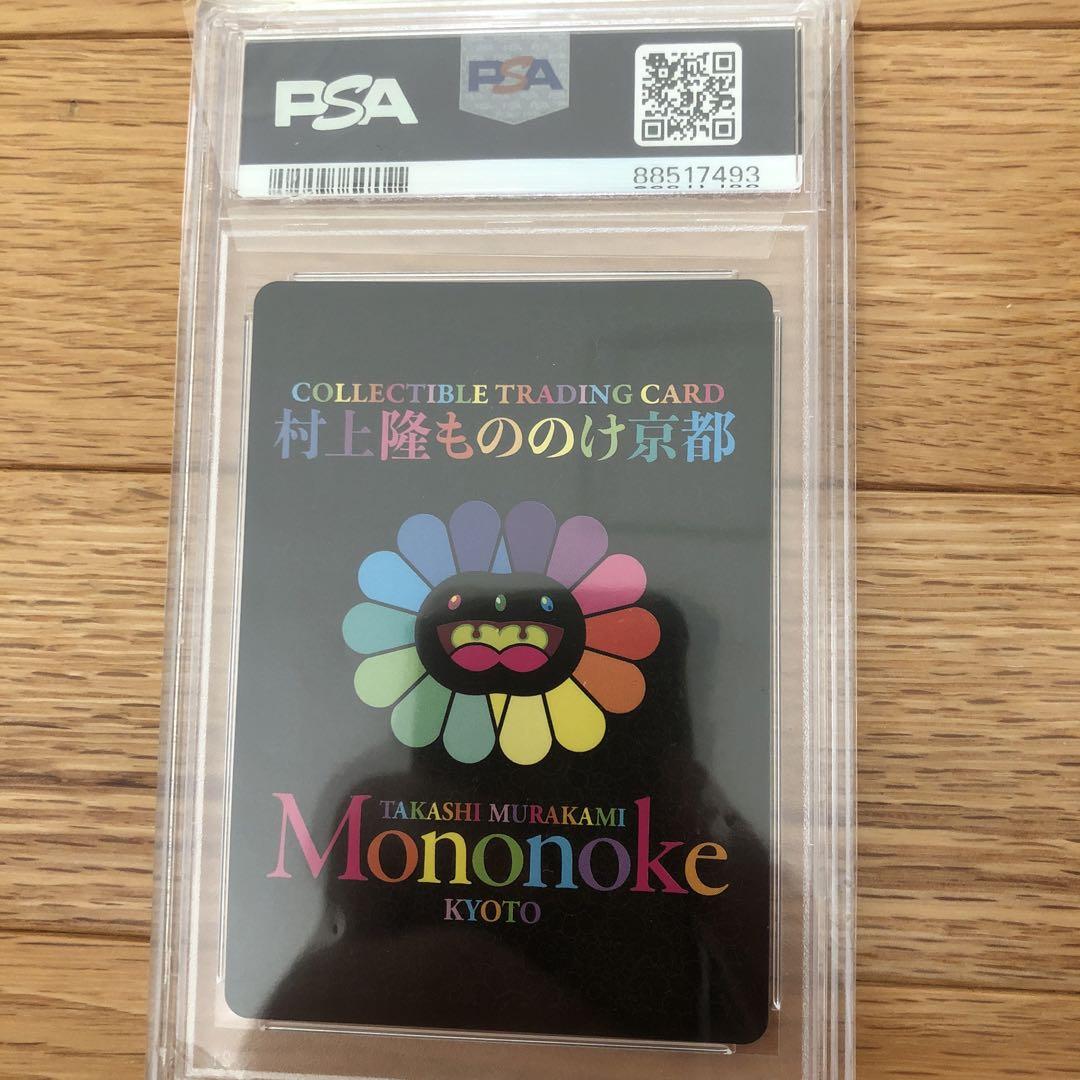 PSA
PSA
88517493
COLLECTIBLE TRADING CARD
村上隆もののけ京都
TAKASHI MURAKAMI
Mononoke
KYOTO